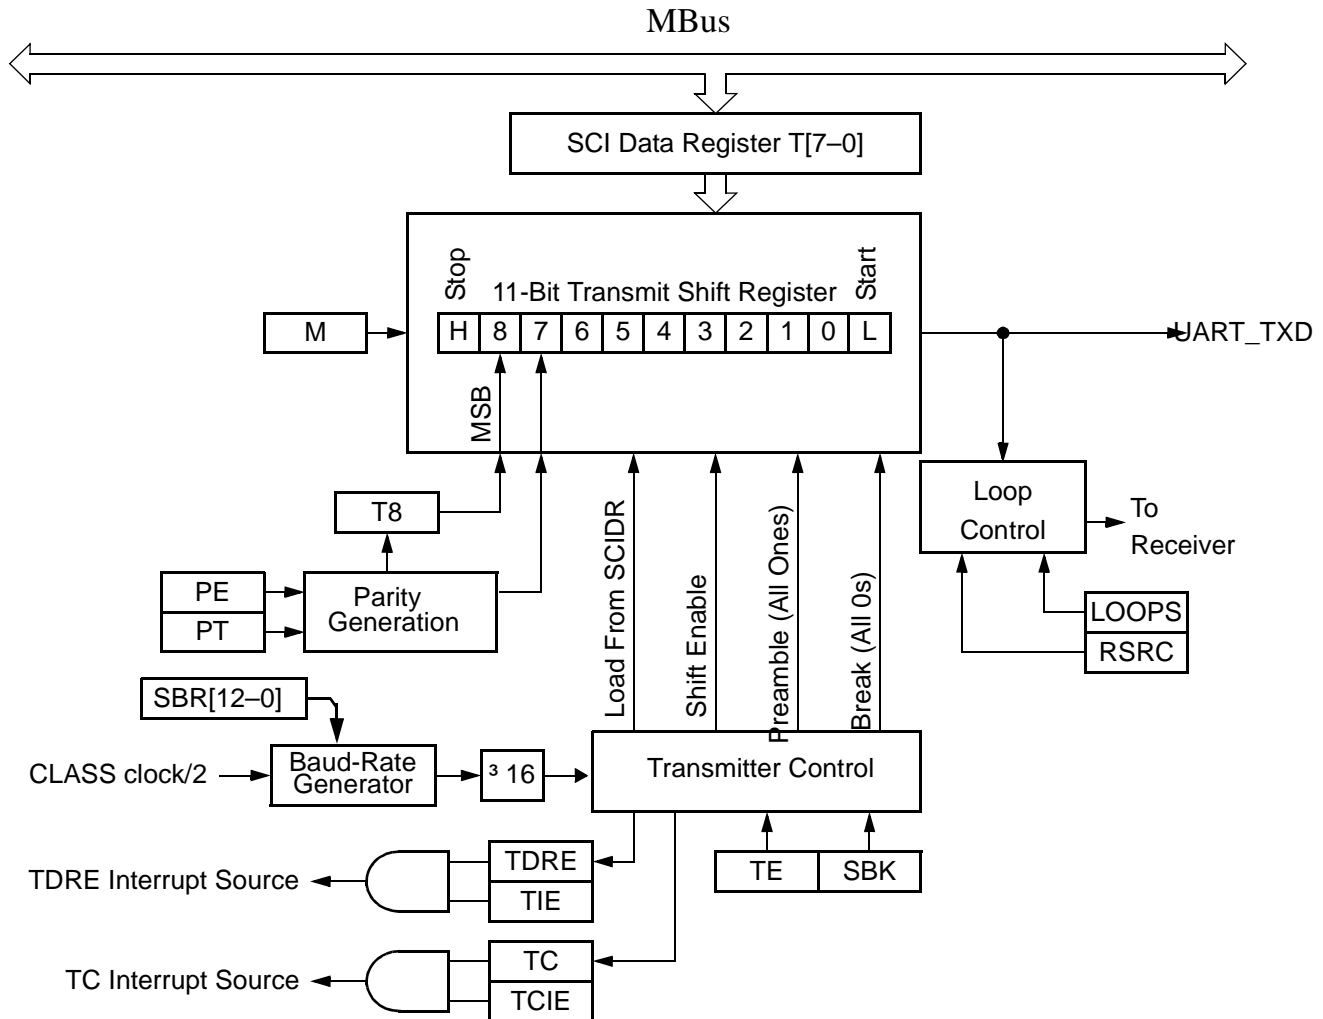 MBus
SCI Data Register T[7–0]
Stop
11-Bit Transmit Shift Register
Start
M
H 8 7 6 5 4 3 2 1 0 L
UART_TXD
MSB
T8
Loop
Control
To
Receiver
PE
PT
Parity
Generation
Load From SCIDR
Shift Enable
Preamble (All Ones)
Break (All 0s)
LOOPS
RSRC
SBR[12–0]
CLASS clock/2
Baud-Rate
Generator
³ 16
Transmitter Control
TE
SBK
TDRE Interrupt Source
TDRE
TIE
TC Interrupt Source
TC
TCIE